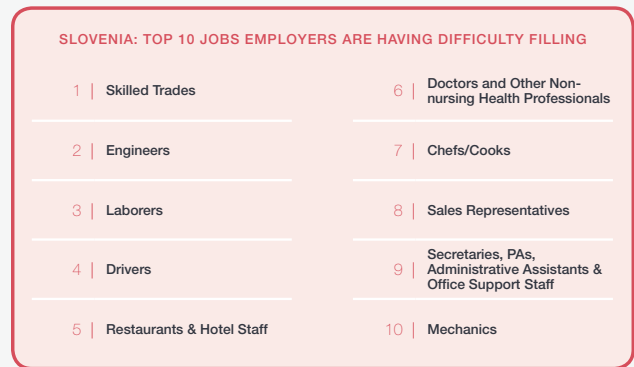 SLOVENIA: TOP 10 JOBS EMPLOYERS ARE HAVING DIFFICULTY FILLING
1 | Skilled Trades
2 | Engineers
3 | Laborers
4 | Drivers
5 | Restaurants & Hotel Staff
6 | Doctors and Other Non-
nursing Health Professionals
7 | Chefs/Cooks
8 | Sales Representatives
9 | Secretaries, PAs,
Administrative Assistants &
Office Support Staff
10 | Mechanics